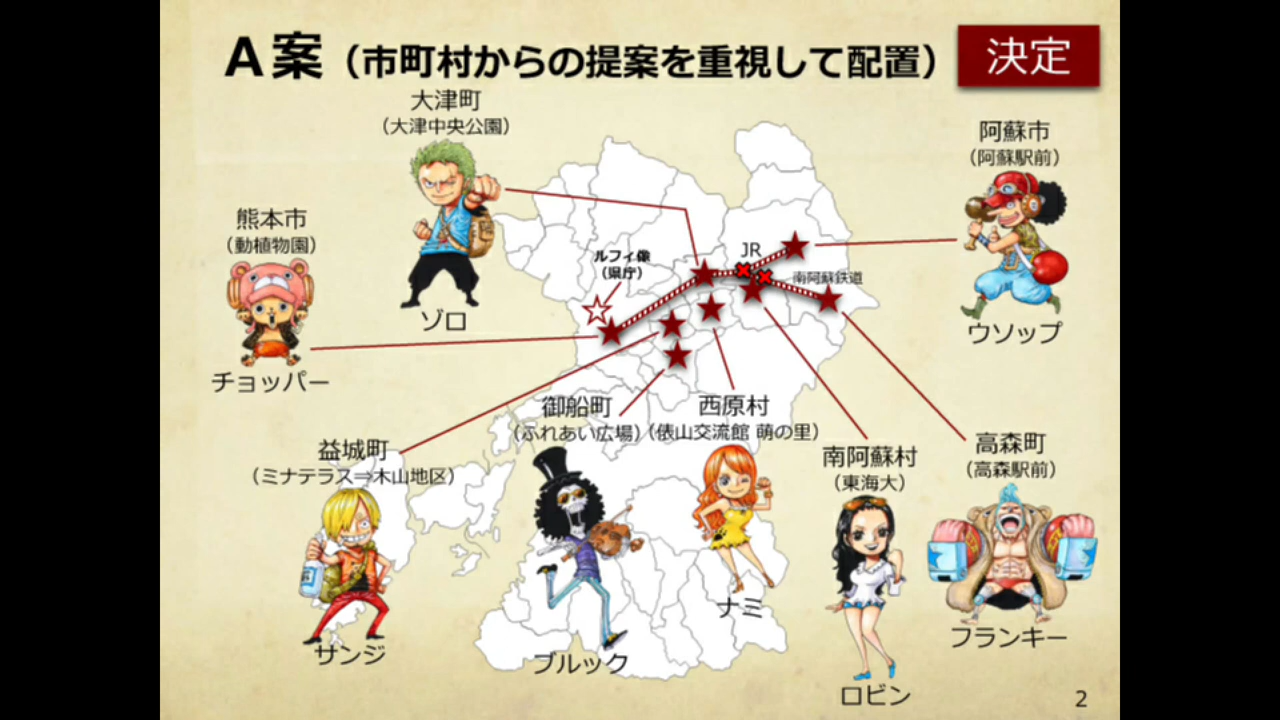 A案（市町村からの提案を重視して配置）
決定
大津町
（大津中央公園）
ゾロ
阿蘇市
（阿蘇駅前）
ウソップ
熊本市
（動植物園）
チョッパー
ルフィ像
（県庁）
JR
南阿蘇鉄道
御船町
（ふれあい広場）
ブルック
西原村
（俵山交流館 萌の里）
ナミ
益城町
（ミナテラス⇒木山地区）
サンジ
南阿蘇村
（東海大）
ロビン
高森町
（高森駅前）
フランキー
2